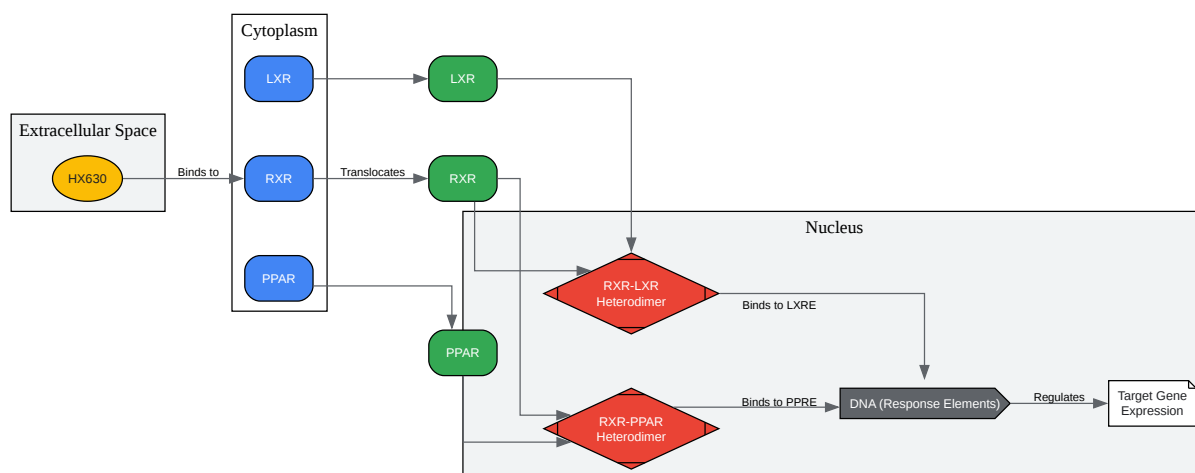 Cytoplasm
LXR
LXR
Extracellular Space
HX630
Binds to
RXR
Translocates
RXR
Nucleus
PPAR
RXR-LXR
Heterodimer
Binds to LXRE
PPAR
RXR-PPAR
Heterodimer
Binds to PPRE
DNA (Response Elements)
Regulates
Target Gene
Expression